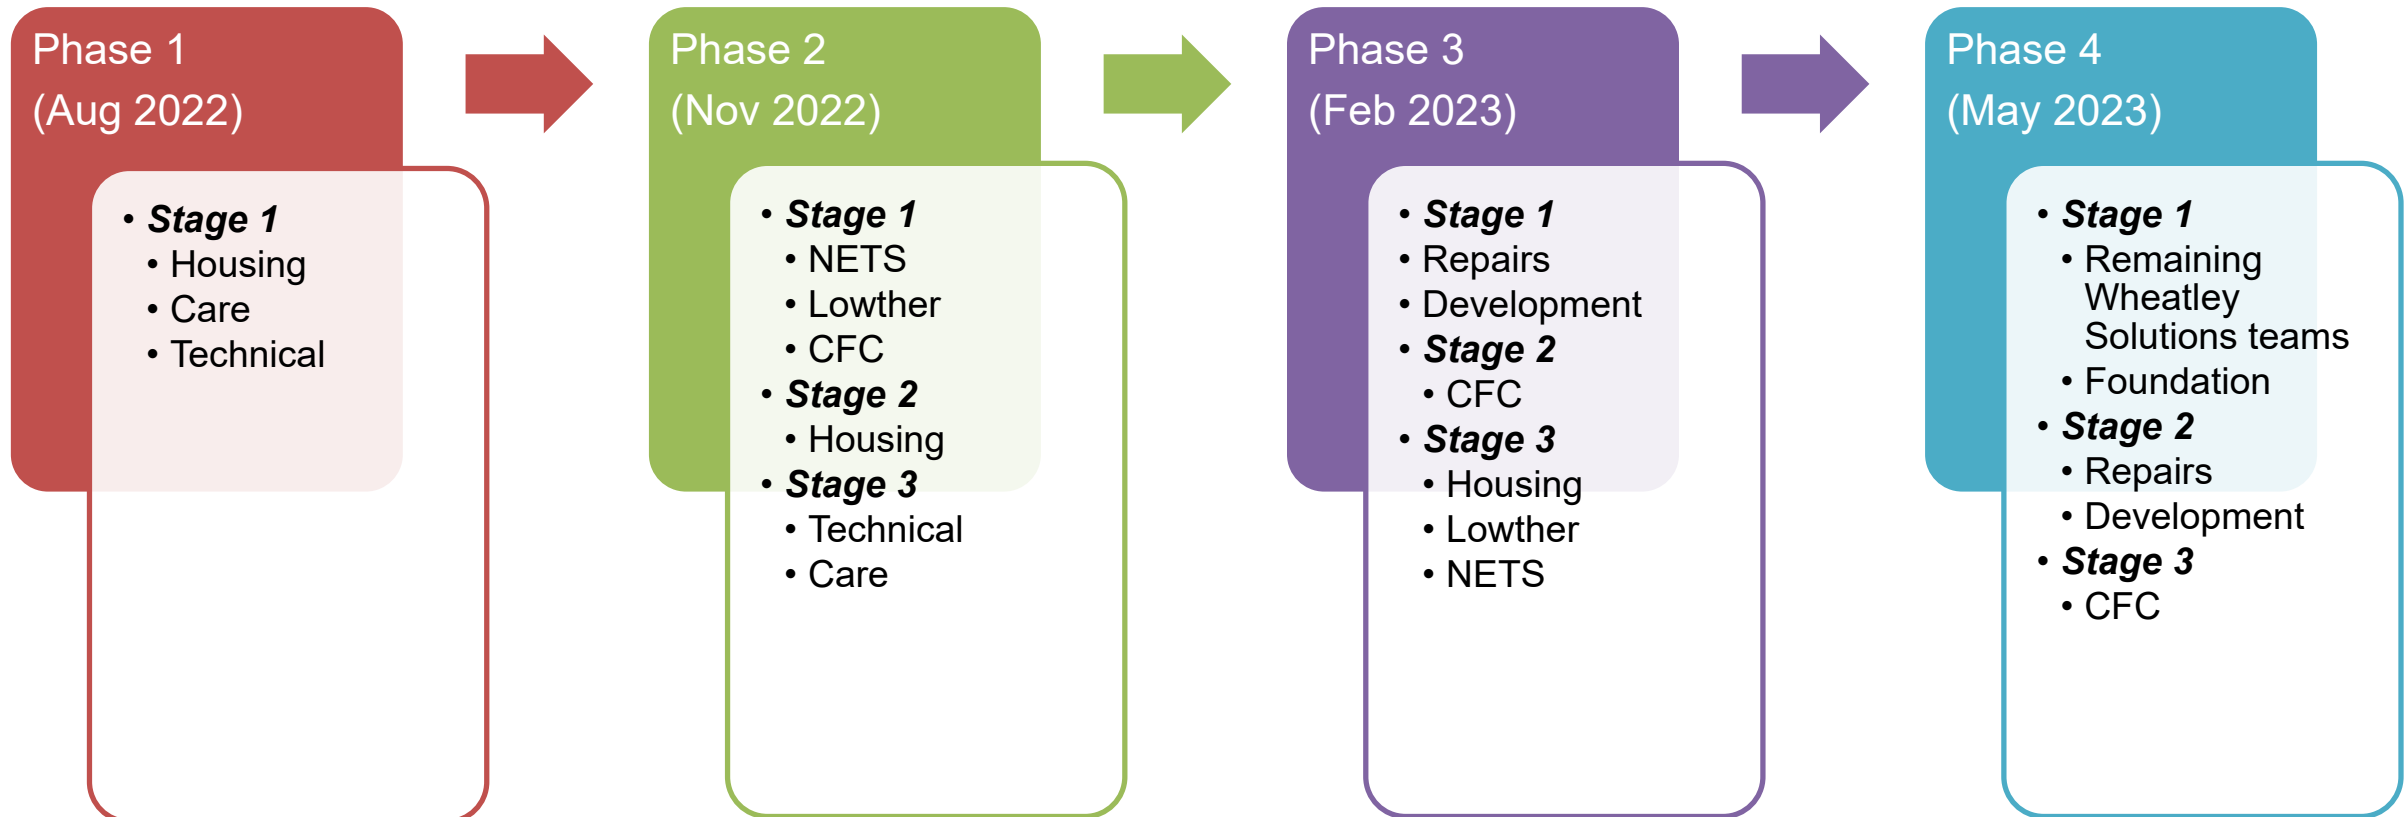 Phase 1
(Aug 2022)
• Stage 1
• Housing
• Care
• Technical
Phase 2
(Nov 2022)
• Stage 1
• NETS
• Lowther
• CFC
• Stage 2
• Housing
• Stage 3
• Technical
• Care
Phase 3
(Feb 2023)
• Stage 1
• Repairs
• Development
• Stage 2
• CFC
• Stage 3
• Housing
• Lowther
• NETS
Phase 4
(May 2023)
• Stage 1
• Remaining
Wheatley
Solutions teams
• Foundation
• Stage 2
• Repairs
• Development
• Stage 3
• CFC